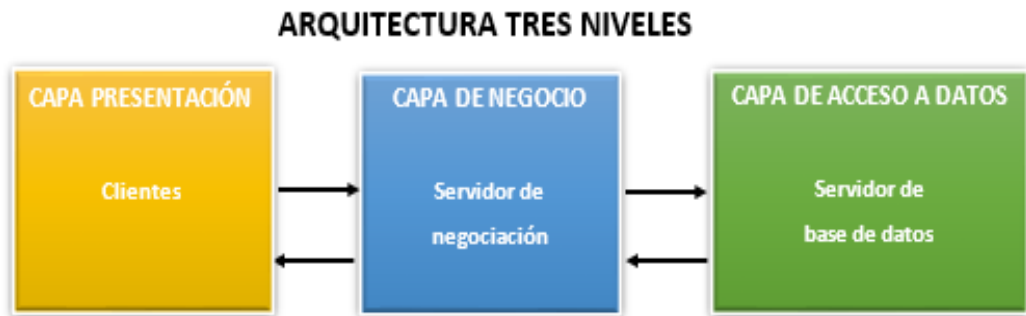 ARQUITECTURA TRES NIVELES
CAPA PRESENTACIÓN
Clientes
CAPA DE NEGOCIO
Servidor de
negociación
CAPA DE ACCESO A DATOS
Servidor de
base de datos